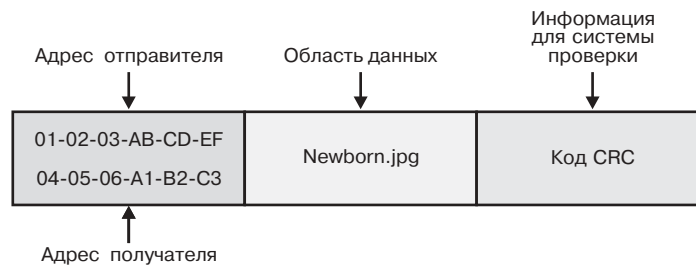 Информация
для системы
проверки
Адрес отправителя
Область данных
01-02-03-AB-CD-EF
04-05-06-A1-B2-C3
Newborn.jpg
Код CRC
Адрес получателя